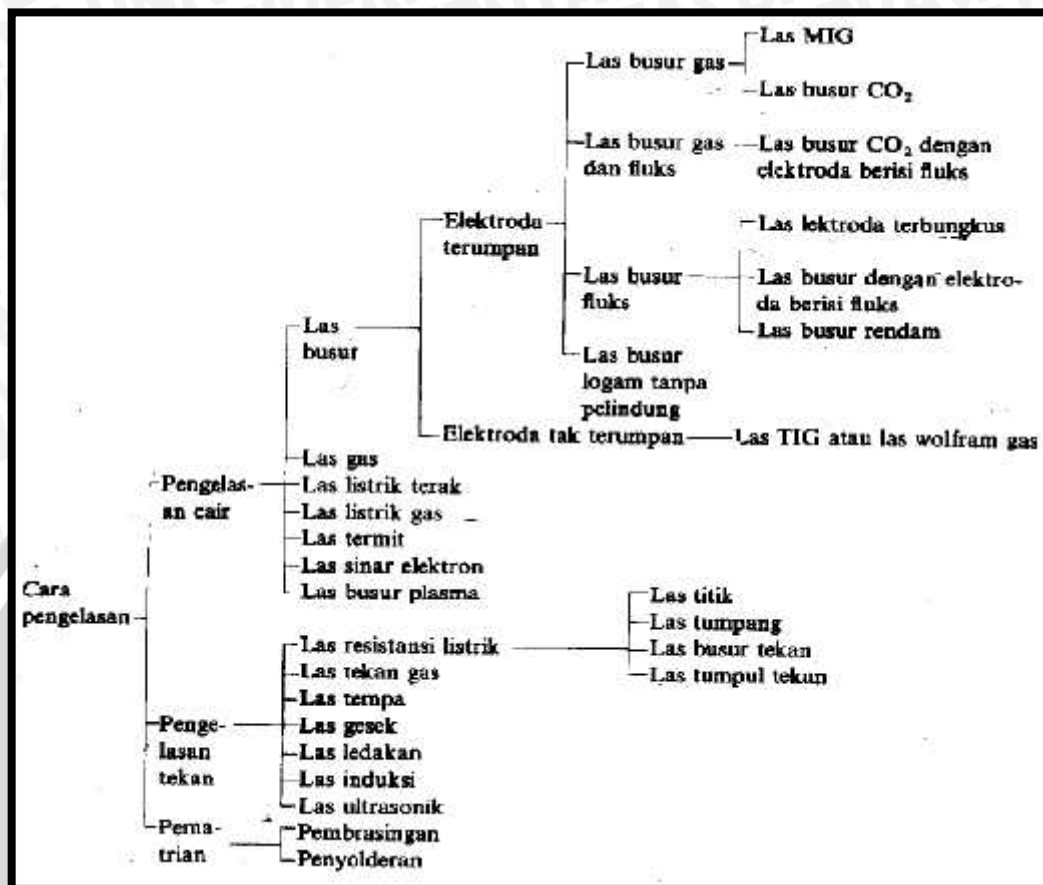 Las MIG
Las busur gas
Las busur CO₂
Las busur gas
dan fluks
Las busur CO₂ dengan
elektroda berisi fluks
Elektroda
terumpan
Las lektroda terbungkus
Las busur
fluks
Las busur dengan elektro-
da berisi fluks
Las busur rendam
Las
busur
Las busur
logam tanpa
pelindung
Elektroda tak terumpan
Las TIG atau las wolfram gas
Las gas
Pengelas-
an cair
Las listrik terak
Las listrik gas
Las termit
Las sinar elektron
Las busur plasma
Cara
pengelasan
Las titik
Las tumpang
Las busur tekan
Las tumpul tekan
Las resistansi listrik
Las tekan gas
Las tempa
Penge-
lasan
tekan
Las gesek
Las ledakan
Las induksi
Las ultrasonik
Pema-
trian
Pembrasingan
Penyolderan